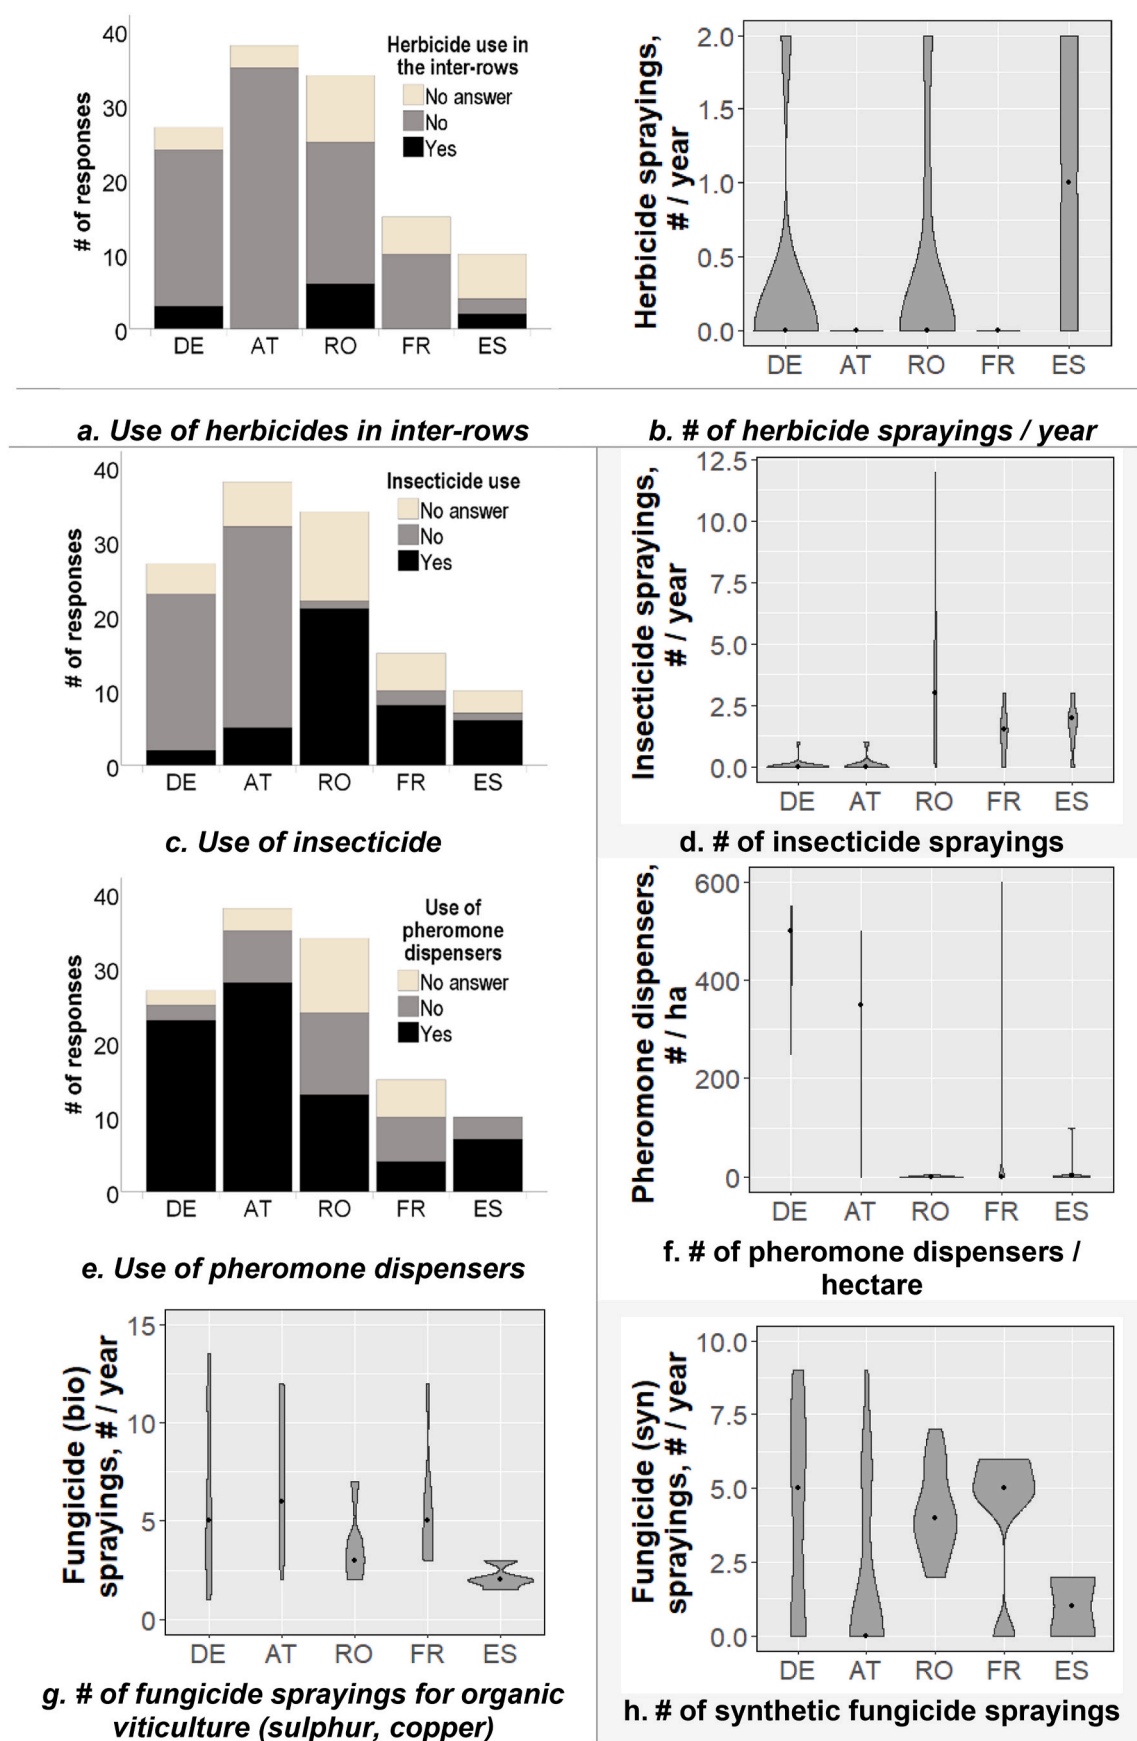 Herbicide use in
the inter-rows
No answer
No
Yes
# of responses
40
30
20
10
0
DE AT RO FR ES
Herbicide sprayings,
# / year
2.0
1.5
1.0
0.5
0.0
DE AT RO FR ES
a. Use of herbicides in inter-rows
b. # of herbicide sprayings / year
Insecticide use
No answer
No
Yes
# of responses
40
30
20
10
0
DE AT RO FR ES
c. Use of insecticide
Insecticide sprayings,
# / year
12.5
10.0
7.5
5.0
2.5
0.0
DE AT RO FR ES
d. # of insecticide sprayings
Use of
pheromone
dispensers
No answer
No
Yes
# of responses
40
30
20
10
0
DE AT RO FR ES
e. Use of pheromone dispensers
Pheromone dispensers,
# / ha
600
400
200
0
DE AT RO FR ES
f. # of pheromone dispensers /
hectare
Fungicide (bio)
sprayings, # / year
15
10
5
0
DE AT RO FR ES
g. # of fungicide sprayings for organic
viticulture (sulphur, copper)
Fungicide (syn)
sprayings, # / year
10.0
7.5
5.0
2.5
0.0
DE AT RO FR ES
h. # of synthetic fungicide sprayings